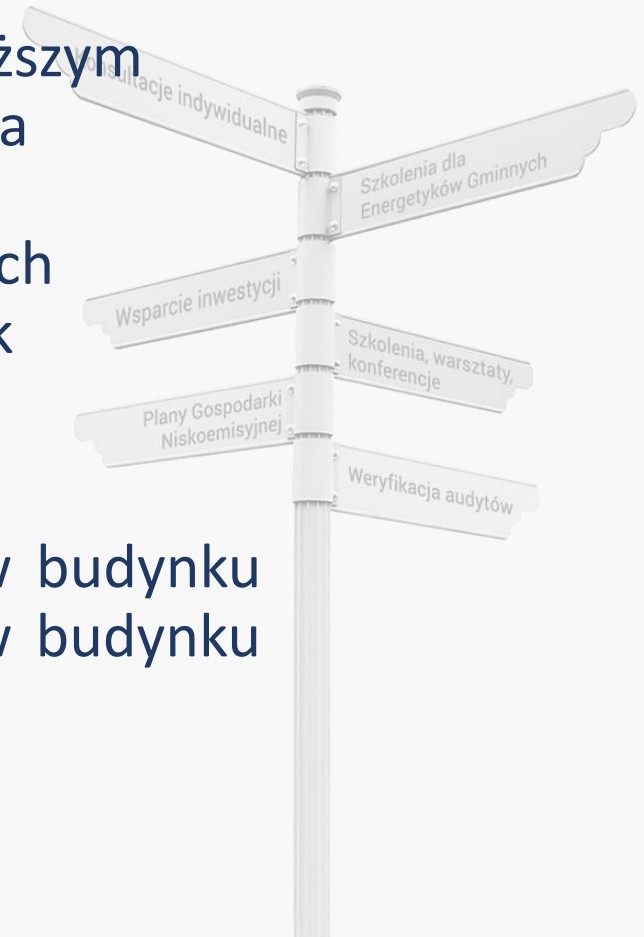 ższym
a
ch
k
w budynku
w budynku
Konsultacje indywidualne
Szkolenia dla
Energetyków Gminnych
Wsparcie inwestycji
Szkolenia, warsztaty,
konferencje
Plany Gospodarki
Niskoemisyjnej
Weryfikacja audytów